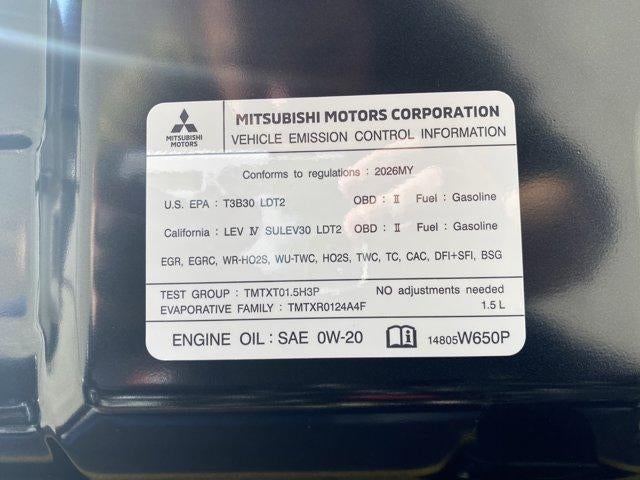 MITSUBISHI
MOTORS
MITSUBISHI MOTORS CORPORATION
VEHICLE EMISSION CONTROL INFORMATION
Conforms to regulations : 2026MY
U.S. EPA : T3B30 LDT2 OBD : Ⅱ Fuel : Gasoline
California : LEV Ⅳ SULEV30 LDT2 OBD : Ⅱ Fuel : Gasoline
EGR, EGRC, WR-HO2S, WU-TWC, HO2S, TWC, TC, CAC, DFI+SFI, BSG
TEST GROUP : TMTXT01.5H3P NO adjustments needed
EVAPORATIVE FAMILY : TMTXR0124A4F 1.5 L
ENGINE OIL : SAE 0W-20 14805W650P